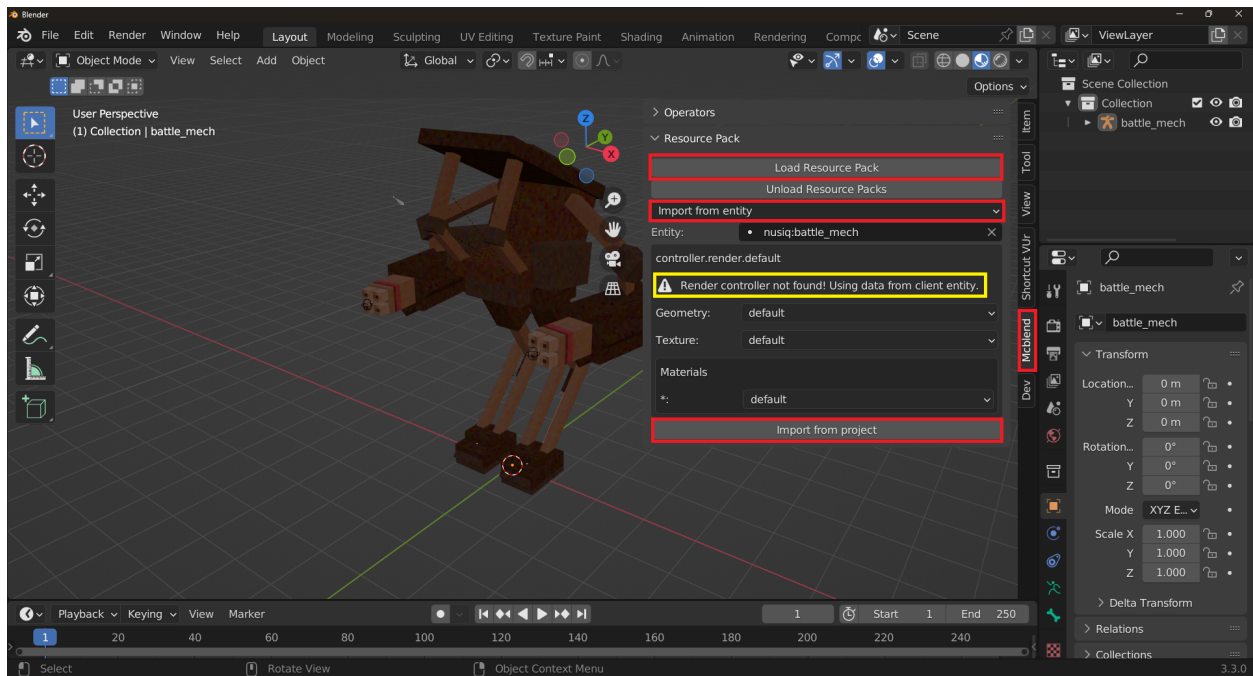 Blender
File Edit Render Window Help Layout Modeling Sculpting UV Editing Texture Paint Shading Animation Rendering Compc Scene ViewLayer
Object Mode View Select Add Object Global
Options
User Perspective
(1) Collection | battle_mech
Z
Y
X
Operators
Resource Pack
Load Resource Pack
Unload Resource Packs
Import from entity
Entity: nusiq:battle_mech
controller.render.default
Render controller not found! Using data from client entity.
Geometry: default
Texture: default
Materials
*: default
Import from project
Item
Tool
View
Shortcut VUr
Mcblend
Dev
Scene Collection
Collection
battle_mech
battle_mech
battle_mech
Transform
Location... 0 m
Y 0 m
Z 0 m
Rotation... 0°
Y 0°
Z 0°
Mode XYZ E...
Scale X 1.000
Y 1.000
Z 1.000
Delta Transform
Relations
Collections
Playback Keying View Marker 1 Start 1 End 250
1 20 40 60 80 100 120 140 160 180 200 220 240
Select Rotate View Object Context Menu 3.3.0